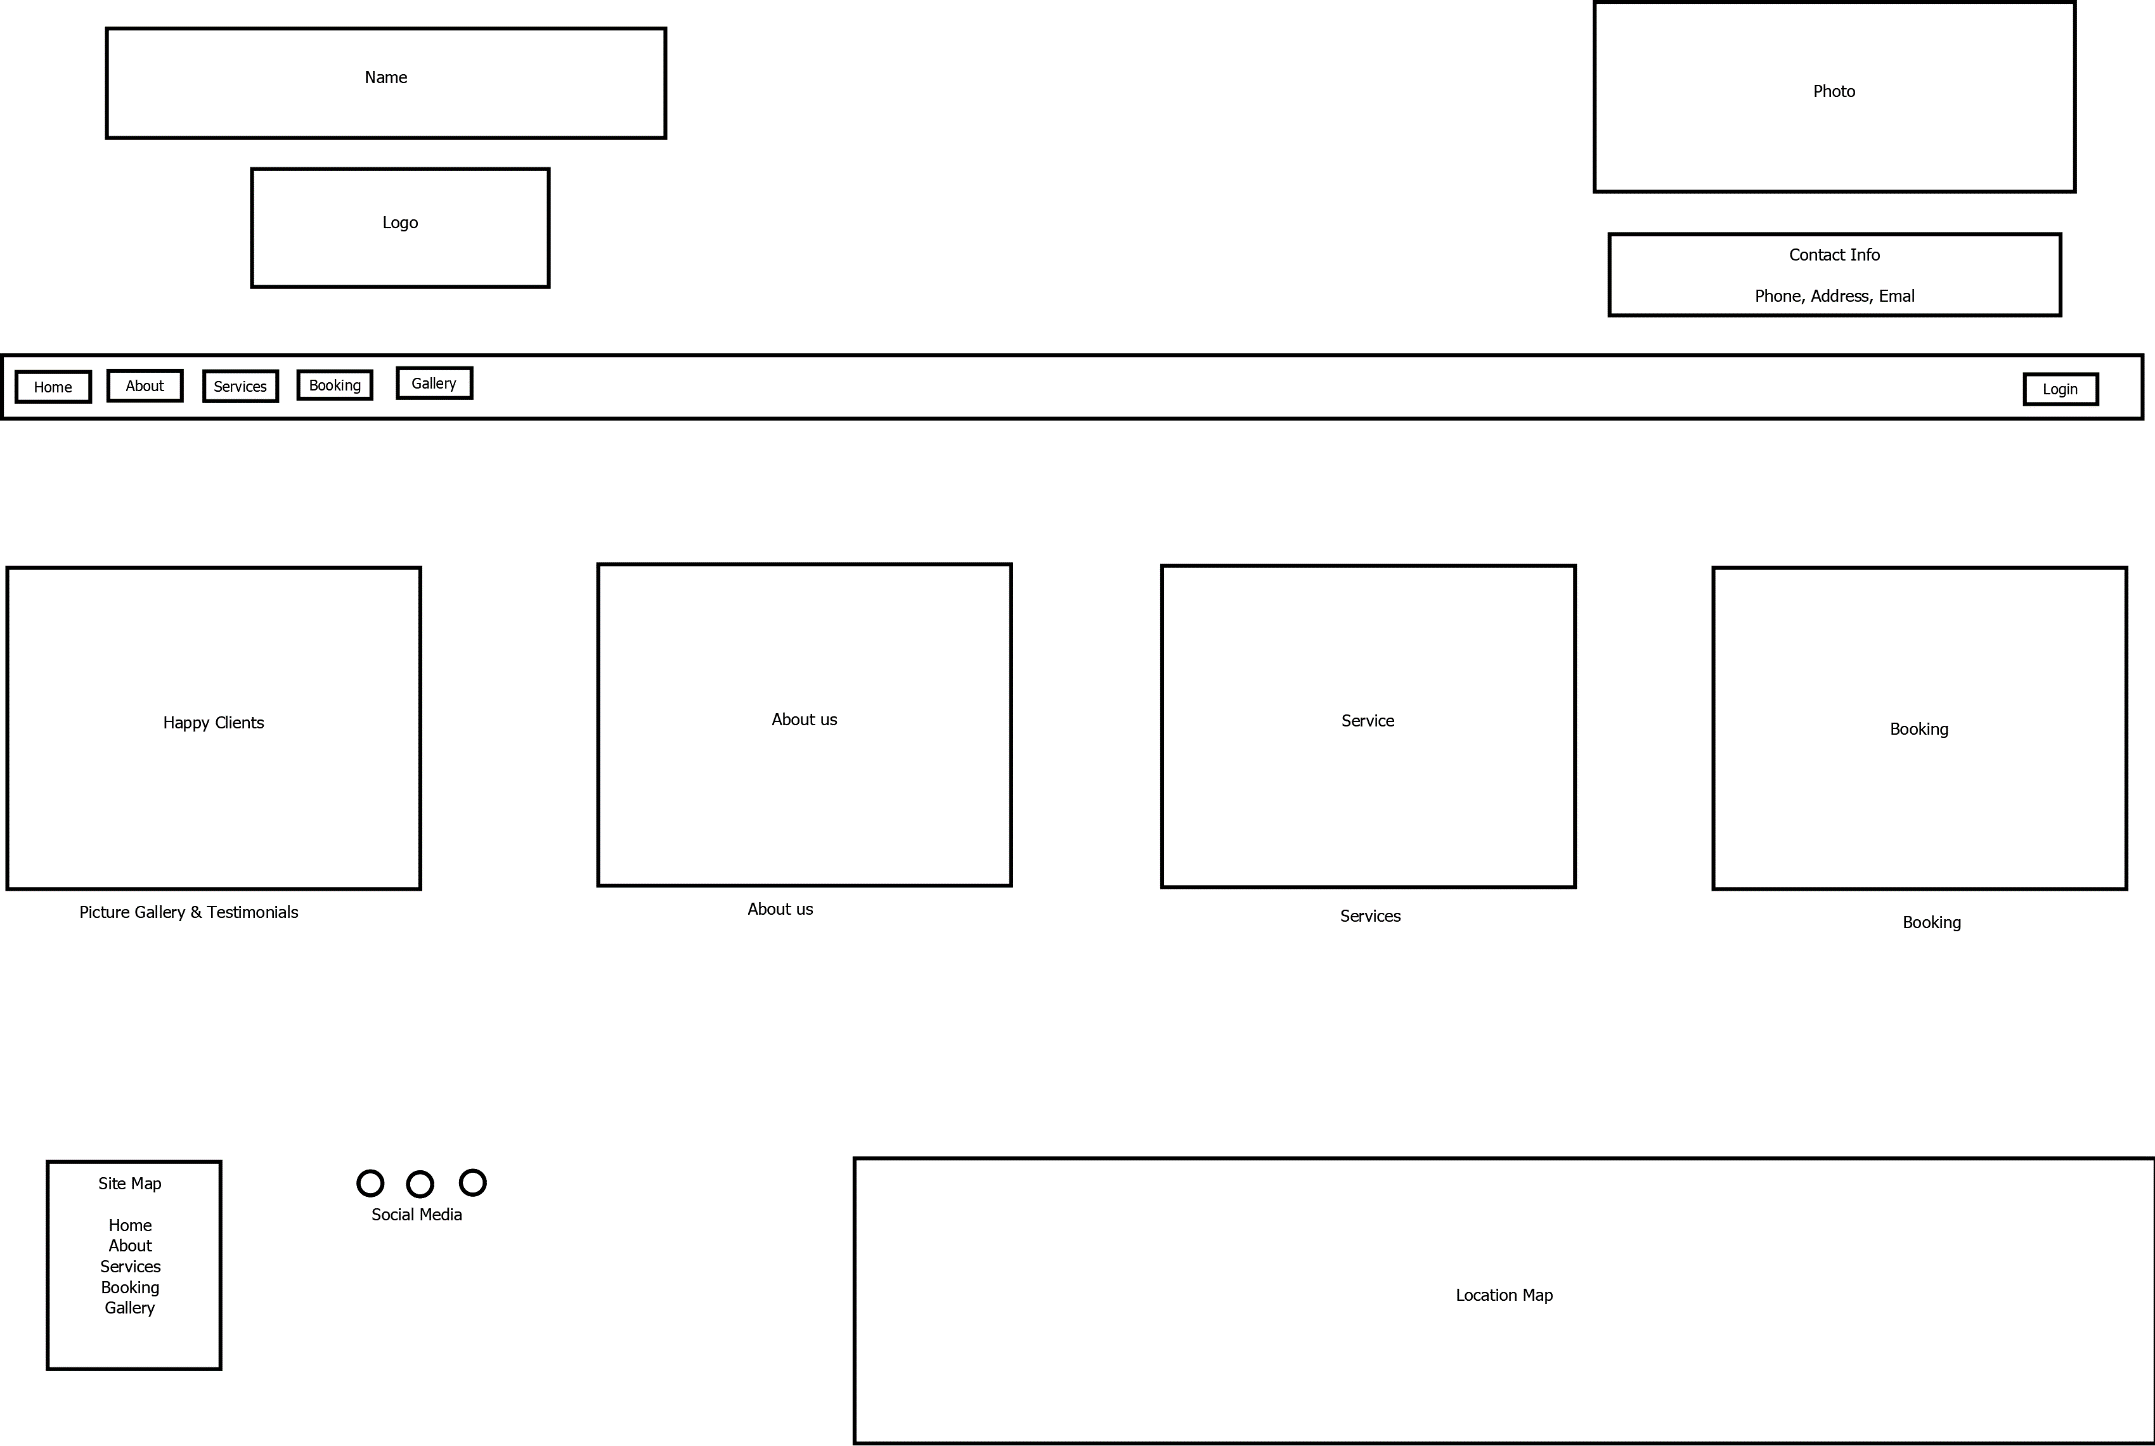 Name
Photo
Logo
Contact Info
Phone, Address, Emal
Home
About
Services
Booking
Gallery
Login
Happy Clients
About us
Service
Booking
Picture Gallery & Testimonials
About us
Services
Booking
Site Map
Home
About
Services
Booking
Gallery
Social Media
Location Map